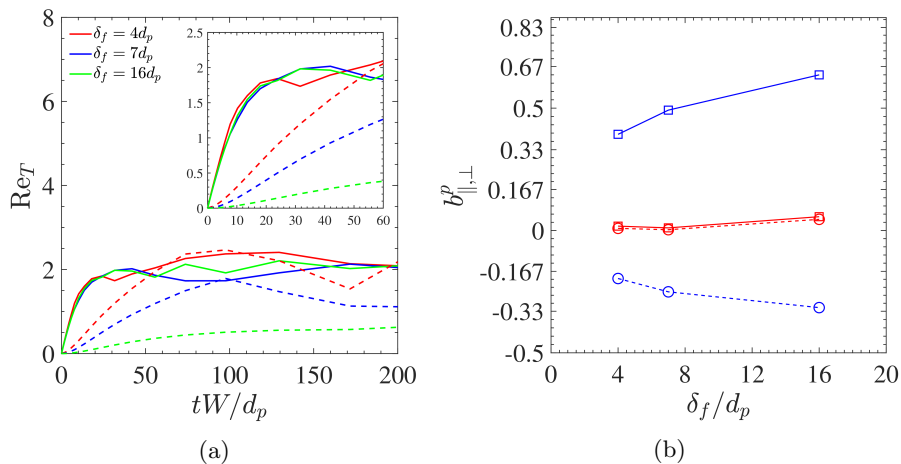 8
6
4
2
0
Re_T
δ_f = 4d_p
δ_f = 7d_p
δ_f = 16d_p
2.5
2
1.5
1
0.5
0
0 10 20 30 40 50 60
0 50 100 150 200
tW/d_p
(a)
0.83
0.67
0.5
0.33
0.167
0
-0.167
-0.33
-0.5
b^p_{∥,⊥}
0 4 8 12 16 20
δ_f/d_p
(b)